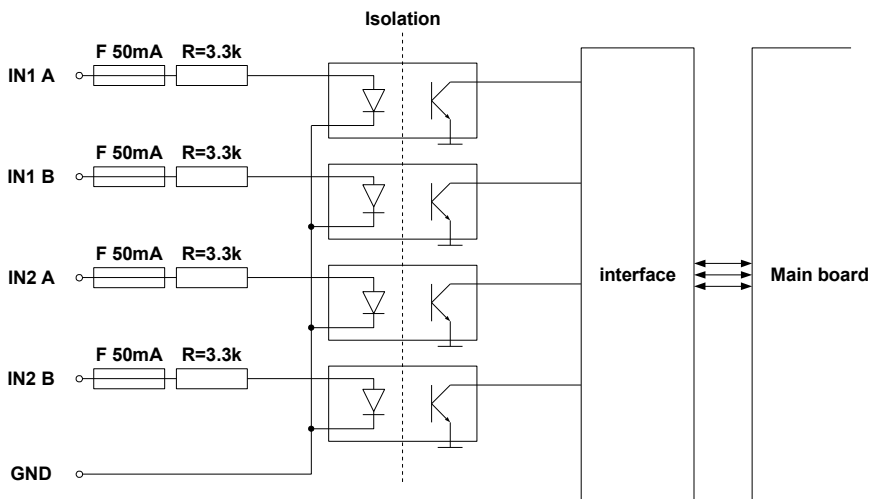 Isolation
F 50mA R=3.3k
IN1 A
F 50mA R=3.3k
IN1 B
F 50mA R=3.3k
IN2 A
interface
Main board
F 50mA R=3.3k
IN2 B
GND